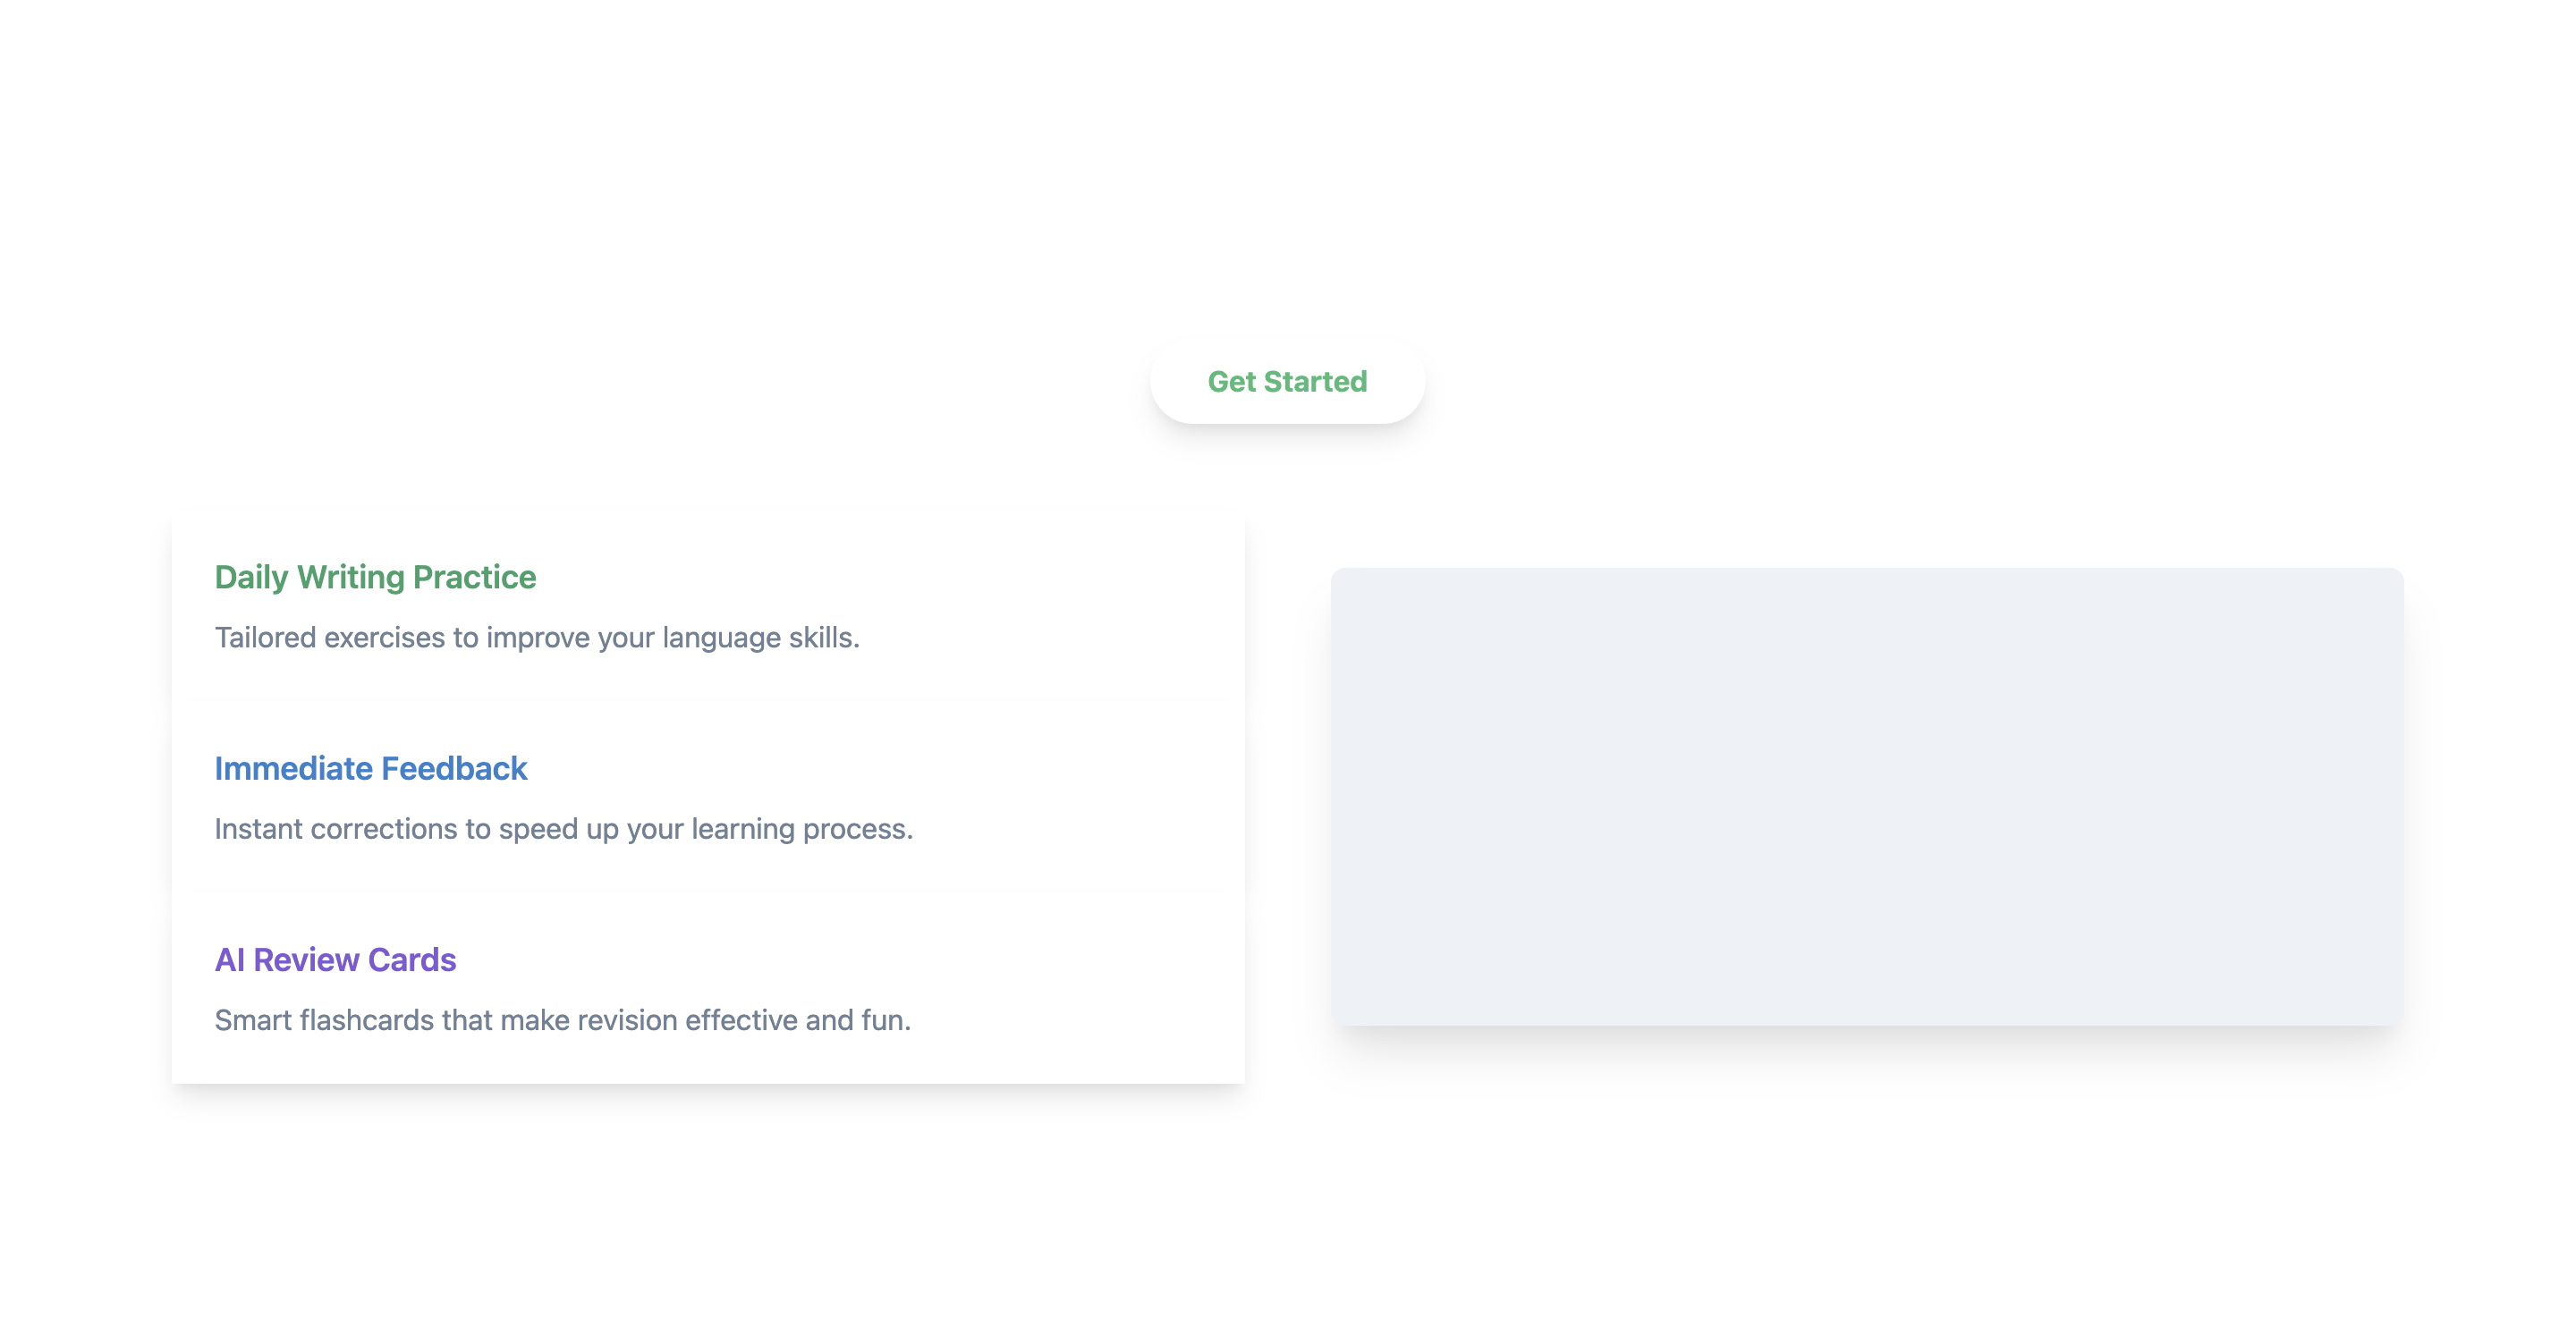 Get Started
Daily Writing Practice
Tailored exercises to improve your language skills.
Immediate Feedback
Instant corrections to speed up your learning process.
AI Review Cards
Smart flashcards that make revision effective and fun.